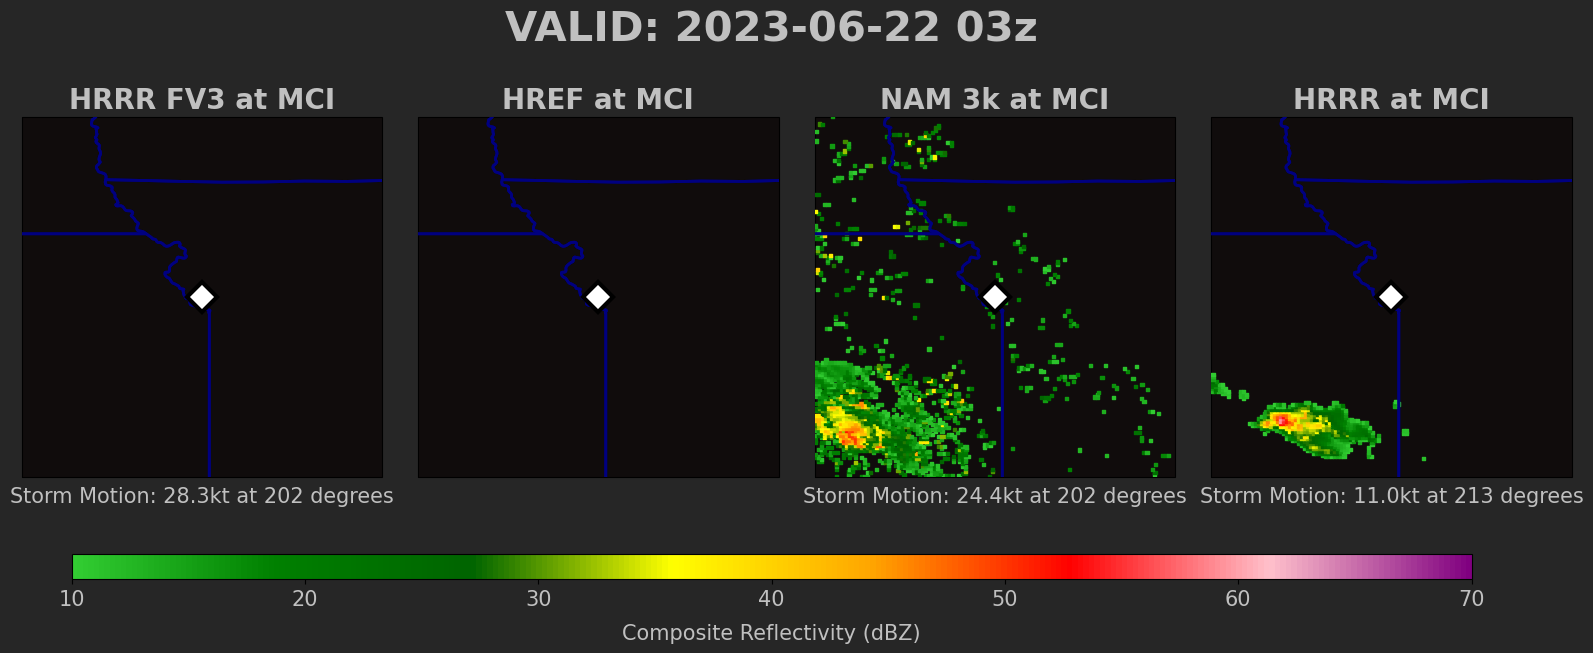 VALID: 2023-06-22 03z
HRRR FV3 at MCI
HREF at MCI
NAM 3k at MCI
HRRR at MCI
Storm Motion: 28.3kt at 202 degrees
Storm Motion: 24.4kt at 202 degrees
Storm Motion: 11.0kt at 213 degrees
10 20 30 40 50 60 70
Composite Reflectivity (dBZ)